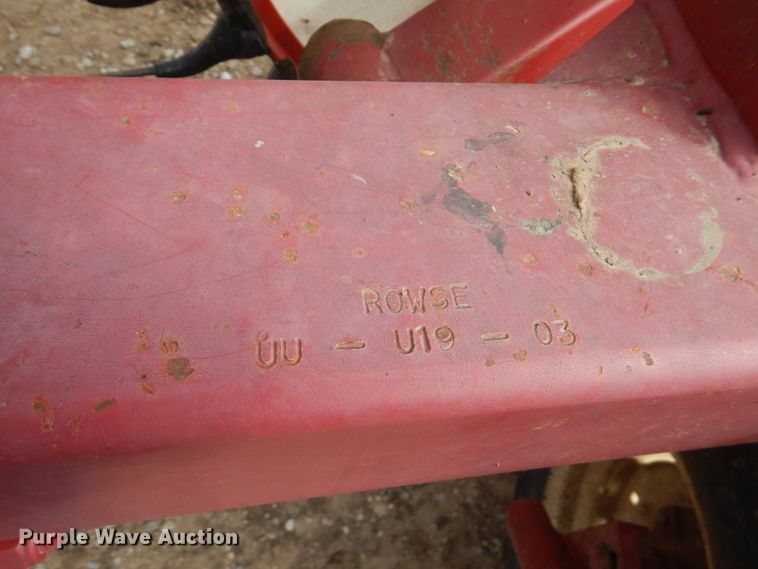 ROWSE
UU - U19 - 03
Purple Wave Auction